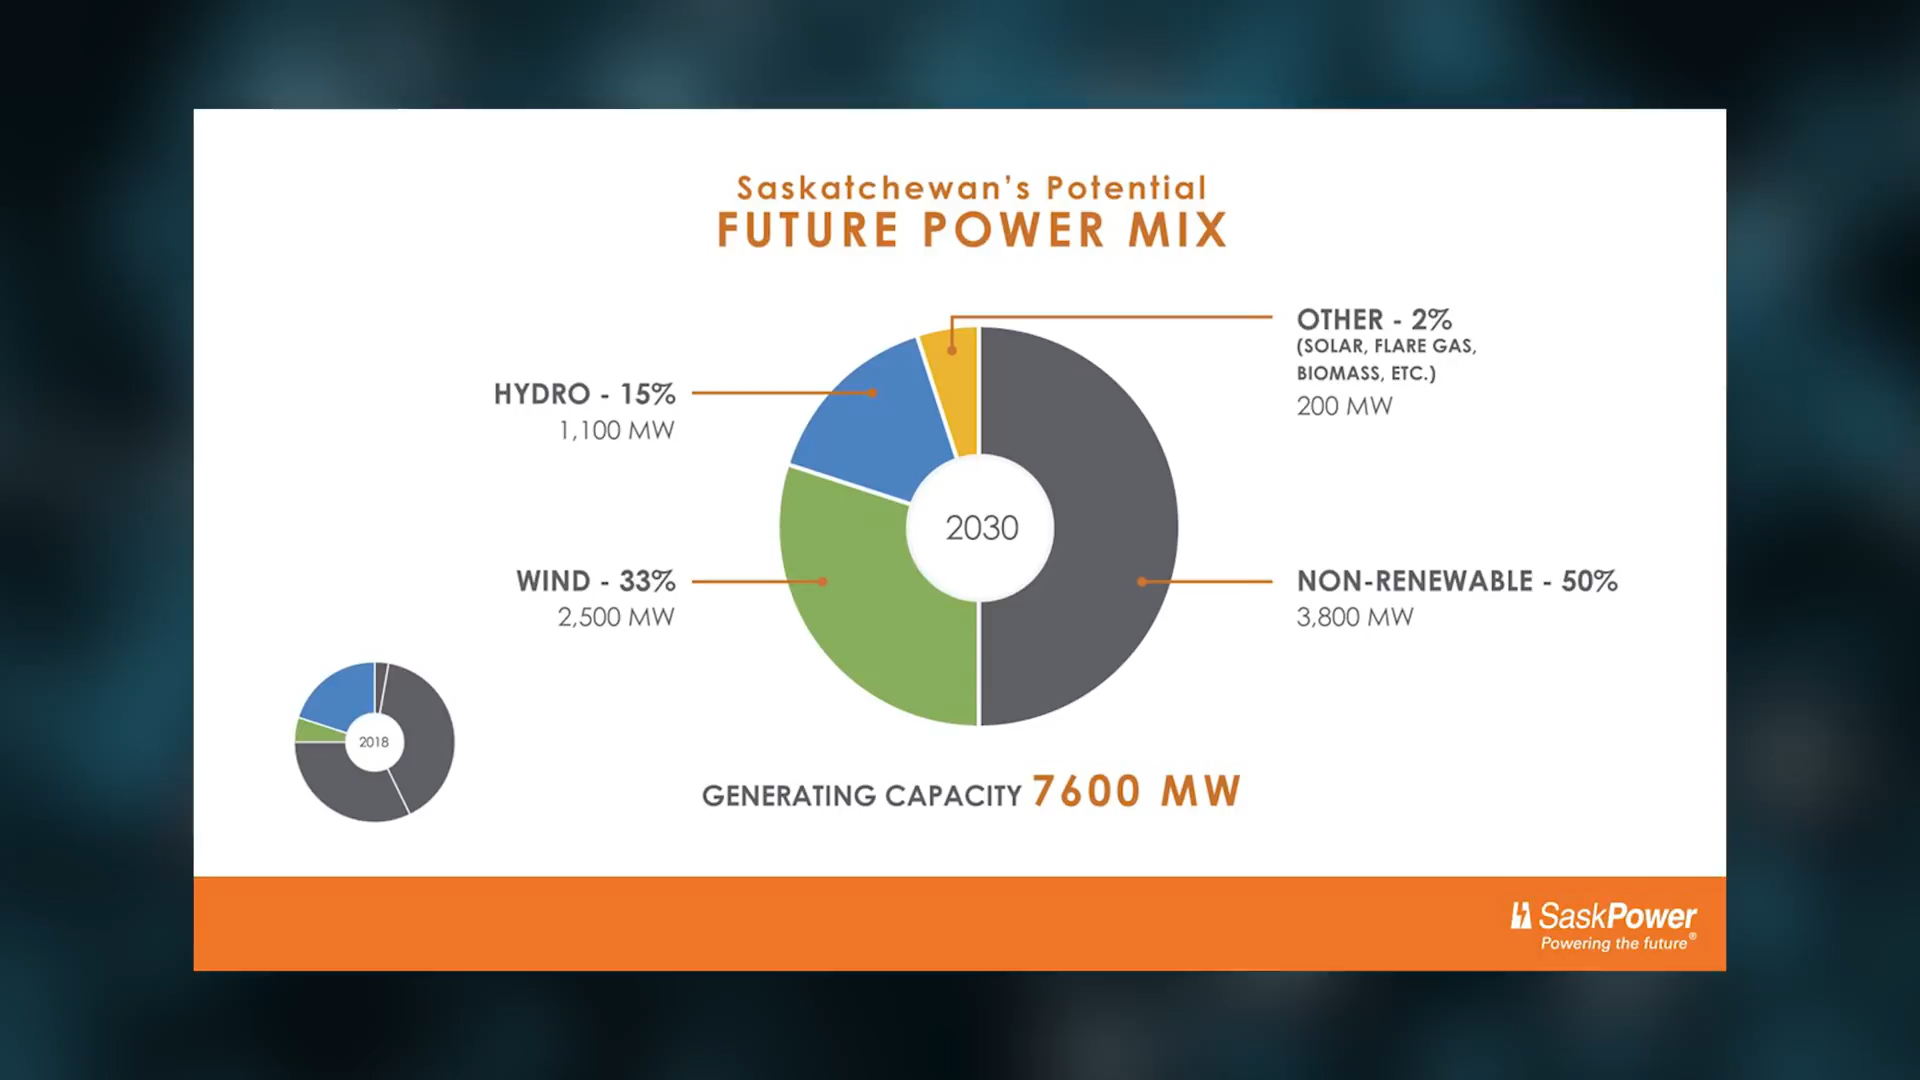 Saskatchewan's Potential
FUTURE POWER MIX
OTHER - 2%
(SOLAR, FLARE GAS,
BIOMASS, ETC.)
200 MW
HYDRO - 15%
1,100 MW
2030
WIND - 33%
2,500 MW
NON-RENEWABLE - 50%
3,800 MW
2018
GENERATING CAPACITY 7600 MW
SaskPower
Powering the future®